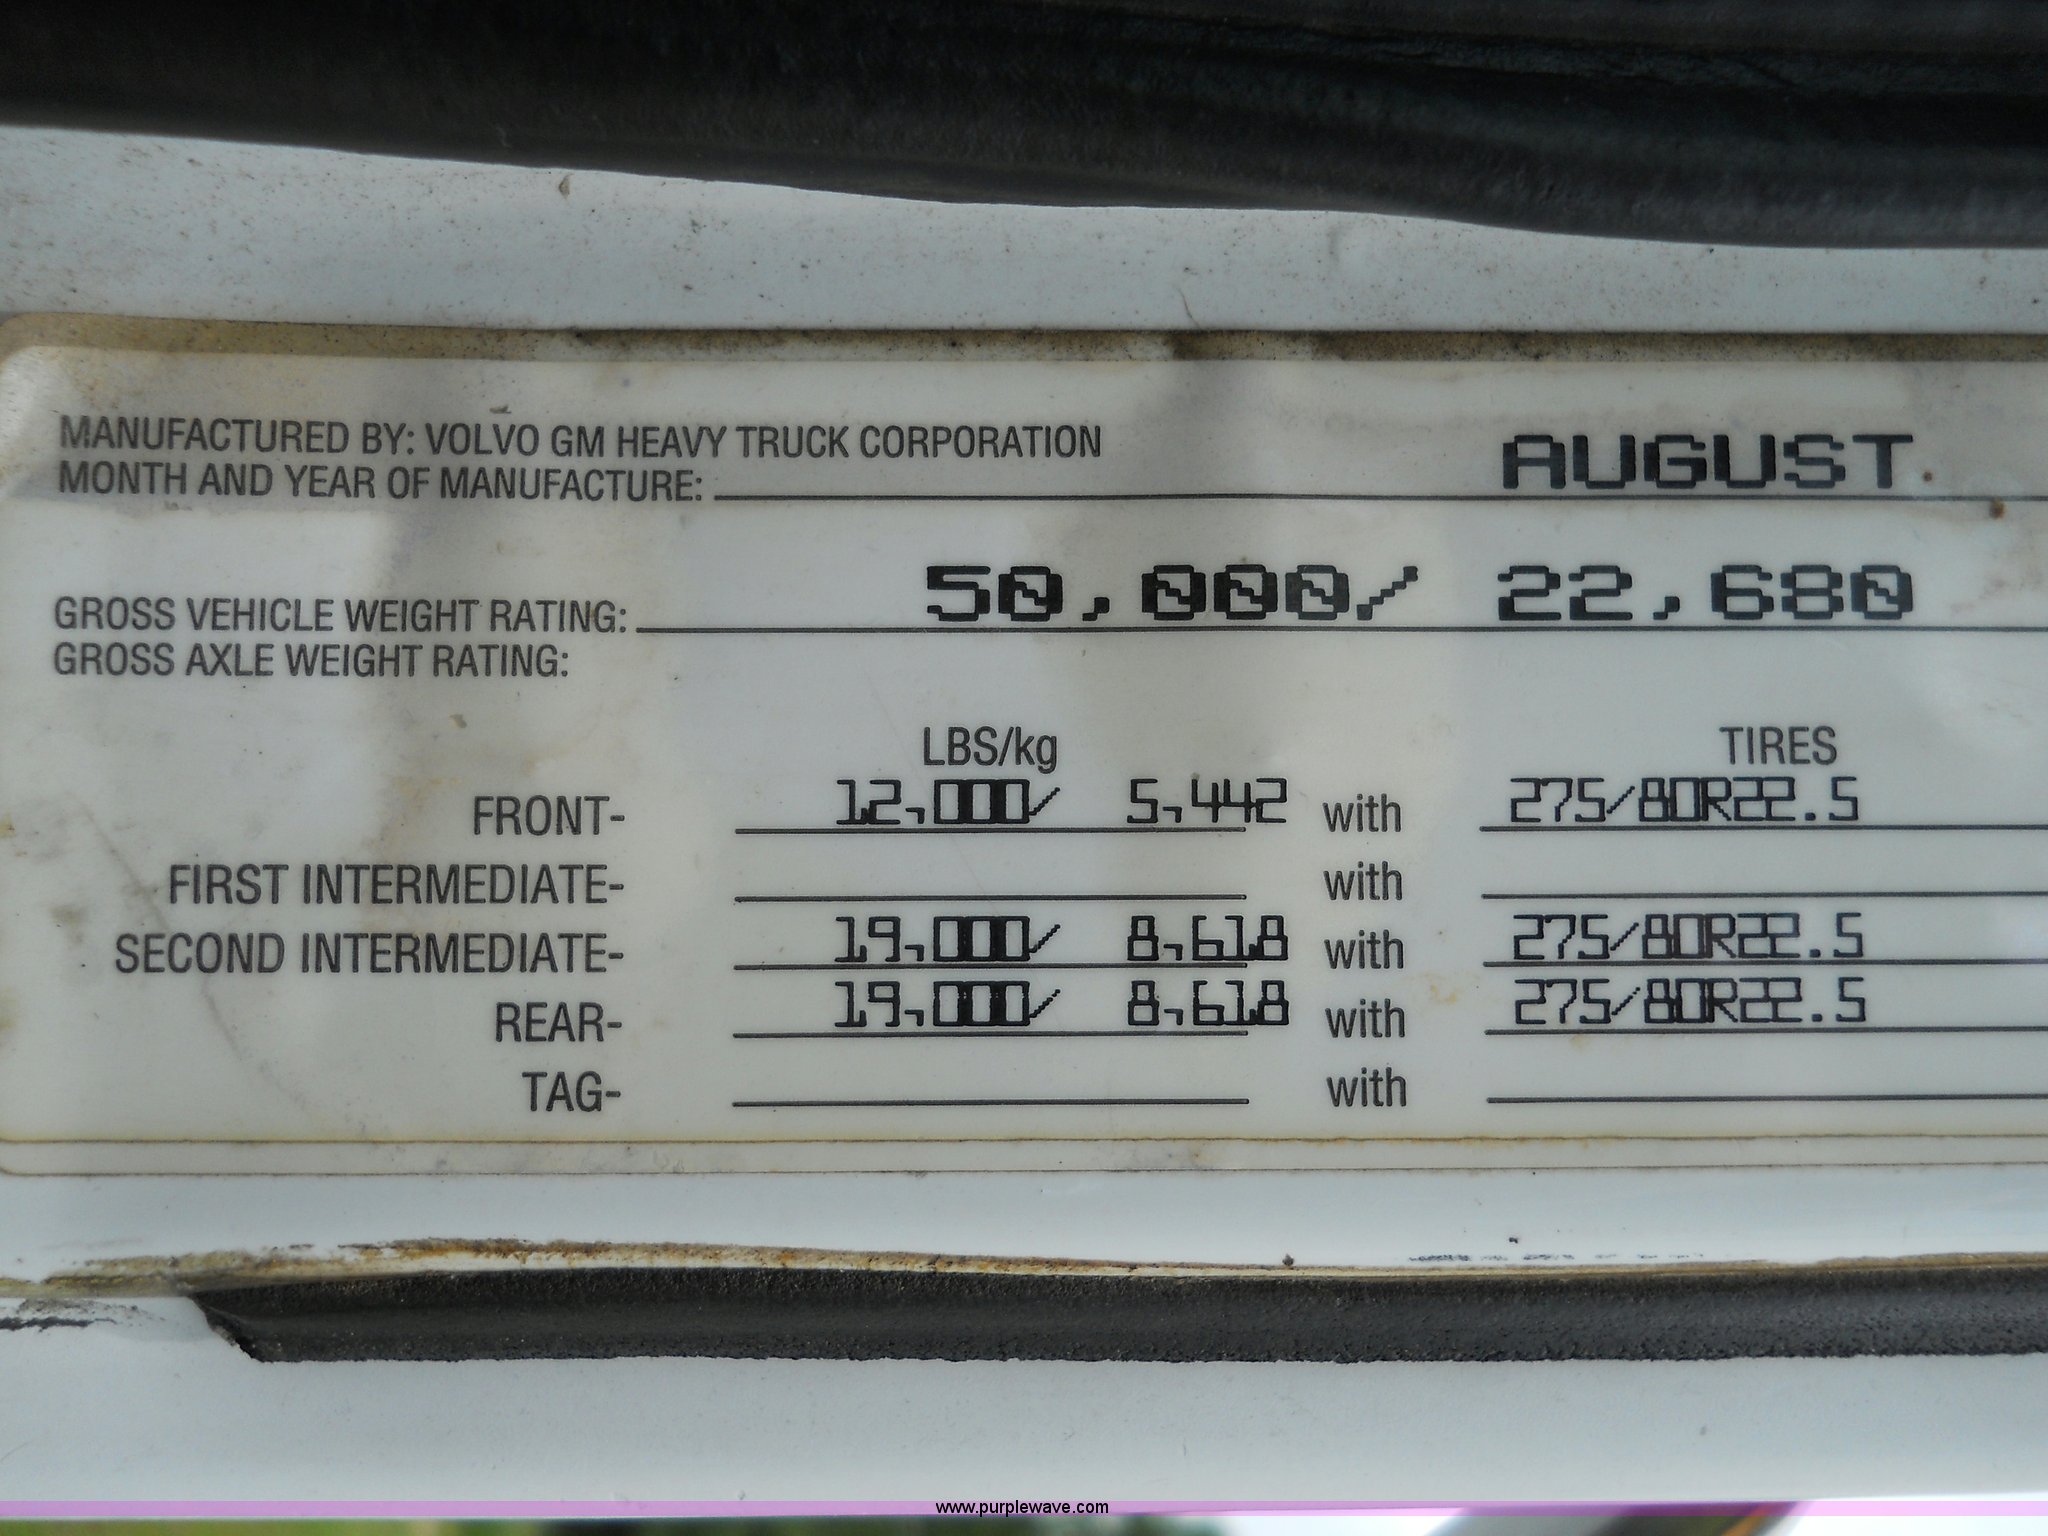 MANUFACTURED BY: VOLVO GM HEAVY TRUCK CORPORATION
MONTH AND YEAR OF MANUFACTURE: AUGUST
GROSS VEHICLE WEIGHT RATING: 50,000/ 22,680
GROSS AXLE WEIGHT RATING:
LBS/kg TIRES
FRONT- 12,000/ 5,442 with 275/80R22.5
FIRST INTERMEDIATE- with
SECOND INTERMEDIATE- 19,000/ 8,618 with 275/80R22.5
REAR- 19,000/ 8,618 with 275/80R22.5
TAG- with
www.purplewave.com